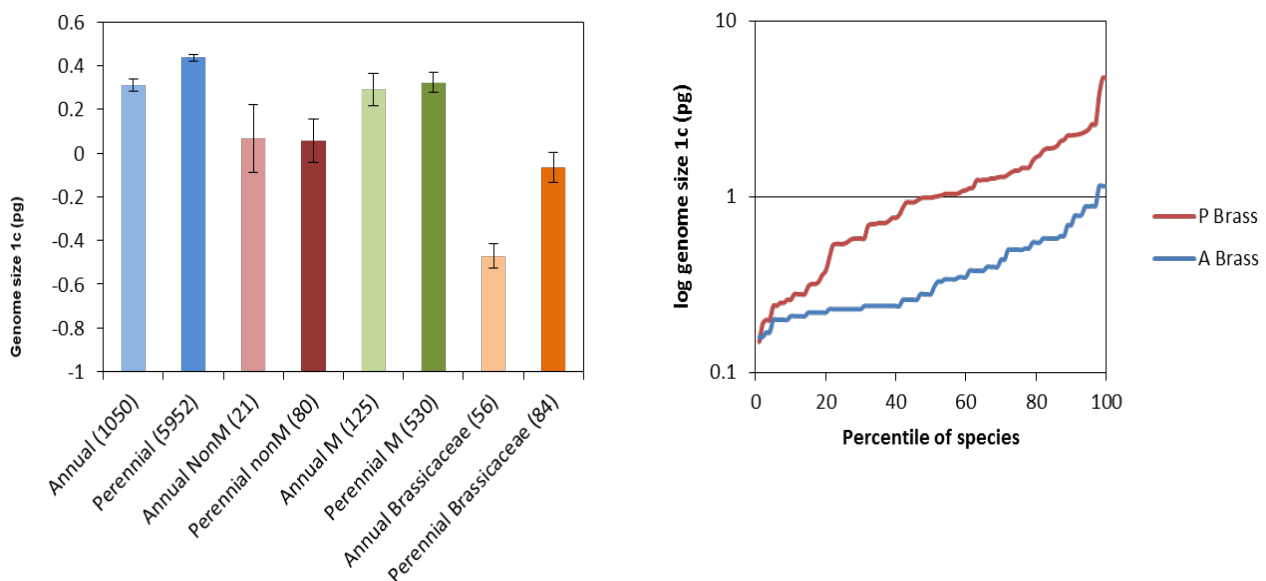 Genome size 1c (pg)
0.6
0.4
0.2
0
-0.2
-0.4
-0.6
-0.8
-1
Annual (1050)
Perennial (5952)
Annual NonM (21)
Perennial nonM (80)
Annual M (125)
Perennial M (530)
Annual Brassicaceae (56)
Perennial Brassicaceae (84)
log genome size 1c (pg)
10
1
0.1
0
20
40
60
80
100
Percentile of species
P Brass
A Brass